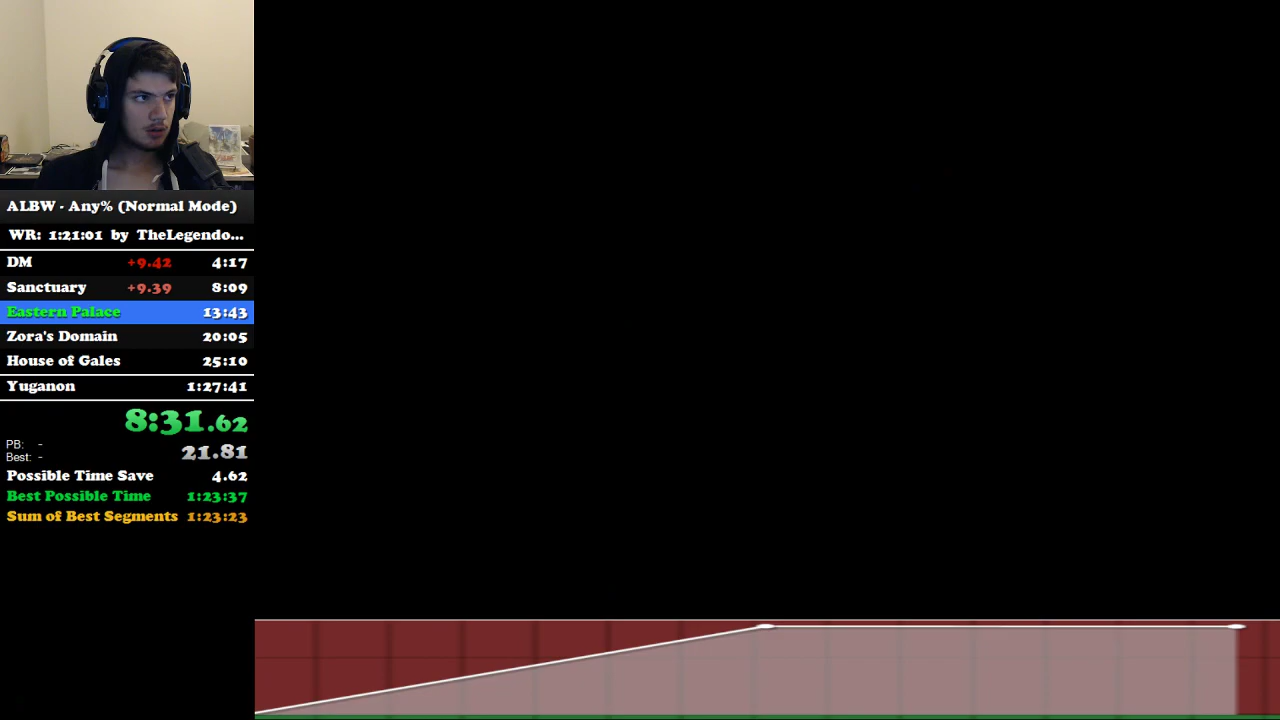 ALBW - Any% (Normal Mode)
WR: 1:21:01 by TheLegendo...
DM +9.42 4:17
Sanctuary +9.39 8:09
Eastern Palace 13:43
Zora's Domain 20:05
House of Gales 25:10
Yuganon 1:27:41
8:31.62
PB: -
Best: -
21.81
Possible Time Save 4.62
Best Possible Time 1:23:37
Sum of Best Segments 1:23:23